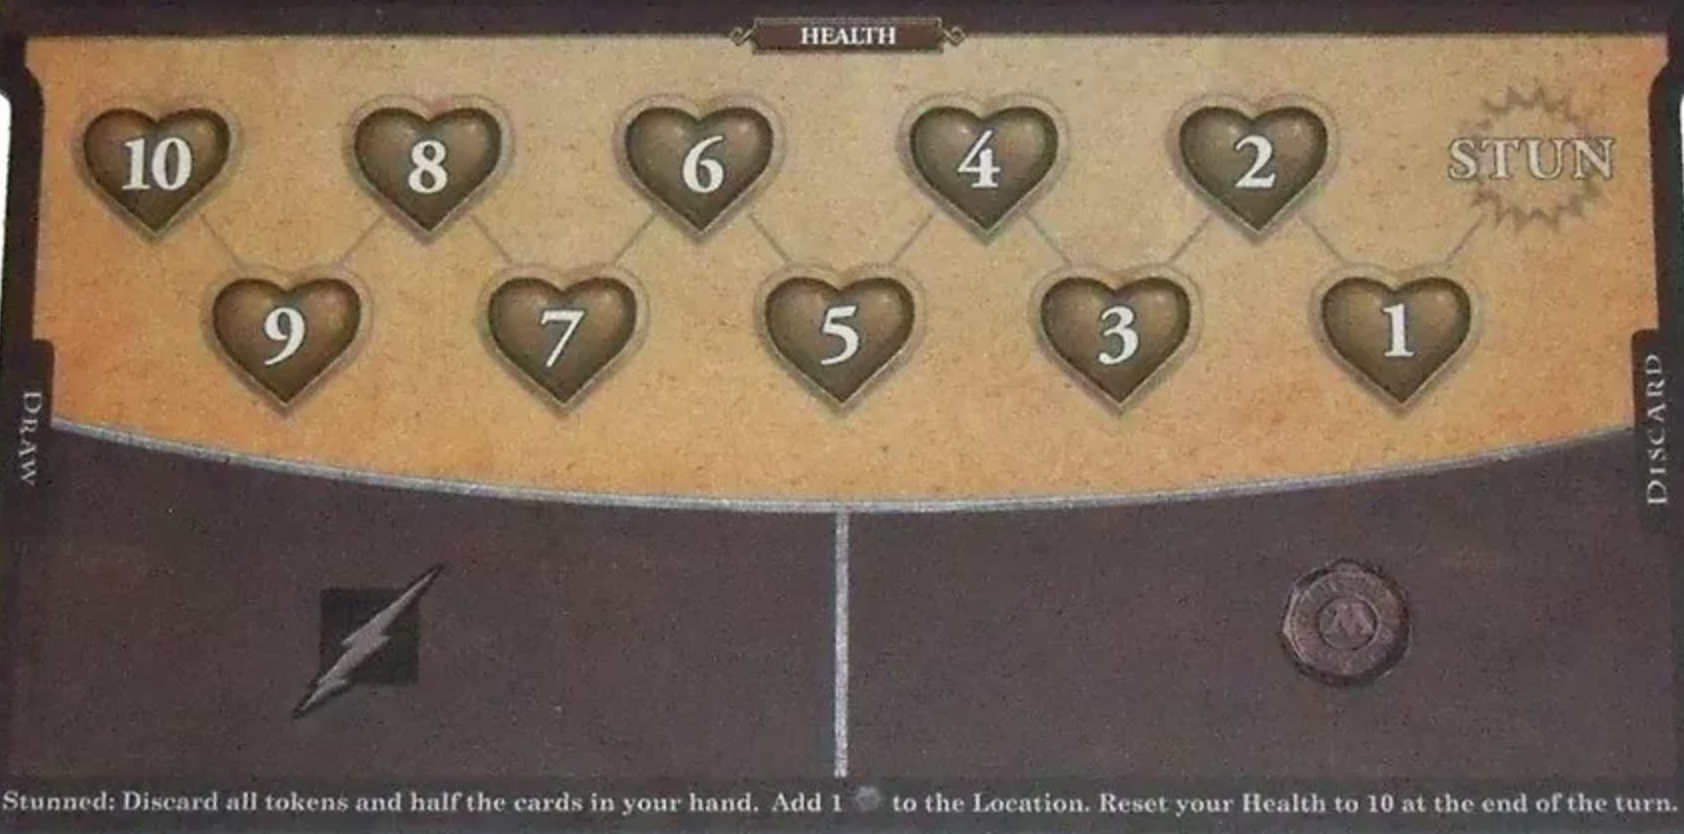 HEALTH
10 8 6 4 2 STUN
9 7 5 3 1
DRAW
DISCARD
M
Stunned: Discard all tokens and half the cards in your hand. Add 1 to the Location. Reset your Health to 10 at the end of the turn.